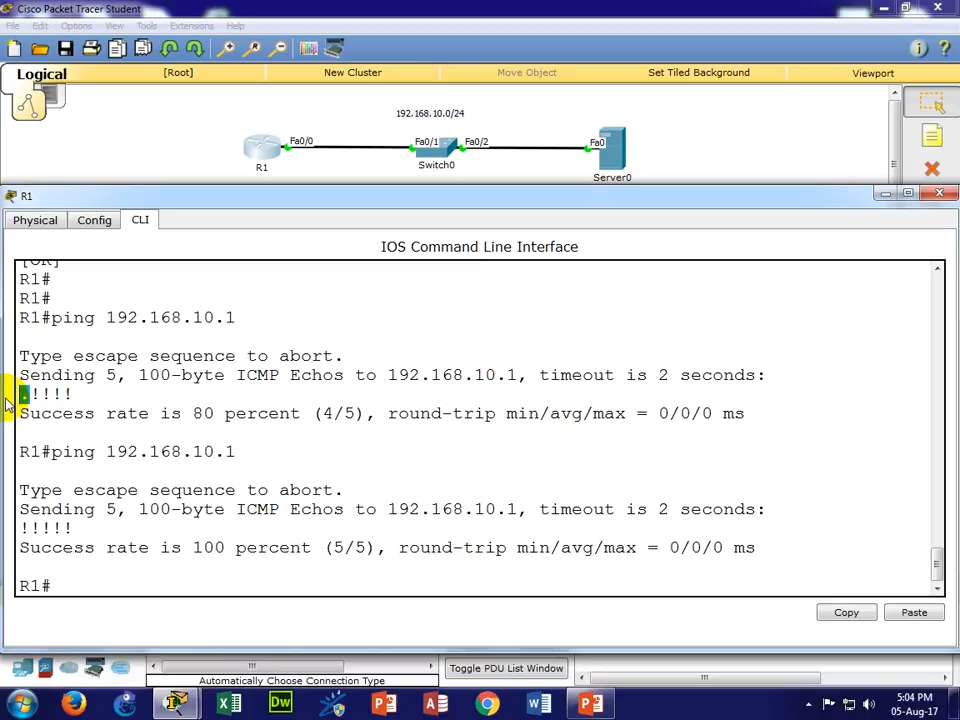 Cisco Packet Tracer Student
File Edit Options View Tools Extensions Help
Logical [Root] New Cluster Move Object Set Tiled Background Viewport
192.168.10.0/24
Fa0/0 Fa0/1 Fa0/2 Fa0
R1 Switch0 Server0
R1
Physical Config CLI
IOS Command Line Interface
[OK]
R1#
R1#
R1#ping 192.168.10.1
Type escape sequence to abort.
Sending 5, 100-byte ICMP Echos to 192.168.10.1, timeout is 2 seconds:
.!!!!
Success rate is 80 percent (4/5), round-trip min/avg/max = 0/0/0 ms
R1#ping 192.168.10.1
Type escape sequence to abort.
Sending 5, 100-byte ICMP Echos to 192.168.10.1, timeout is 2 seconds:
!!!!!
Success rate is 100 percent (5/5), round-trip min/avg/max = 0/0/0 ms
R1#
Copy Paste
Toggle PDU List Window
Automatically Choose Connection Type
5:04 PM
05-Aug-17